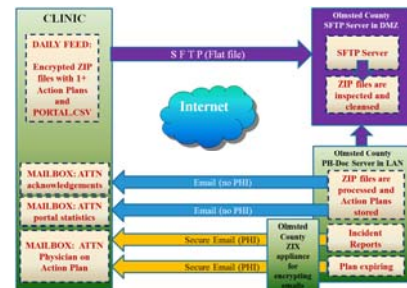 CLINIC
DAILY FEED:
Encrypted ZIP
files with 1+
Action Plans
and
PORTAL.CSV
MAILBOX: ATTN
acknowledgements
MAILBOX: ATTN
portal statistics
MAILBOX: ATTN
Physician on
Action Plan
S F T P (Flat file)
Internet
Email (no PHI)
Email (no PHI)
Secure Email (PHI)
Secure Email (PHI)
Olmsted
County
ZIX
appliance
for
encrypting
emails
Olmsted County
SFTP Server in DMZ
SFTP Server
ZIP files are
inspected and
cleansed
Olmsted County
PH-Doc Server in LAN
ZIP files are
processed and
Action Plans
stored
Incident
Reports
Plan expiring